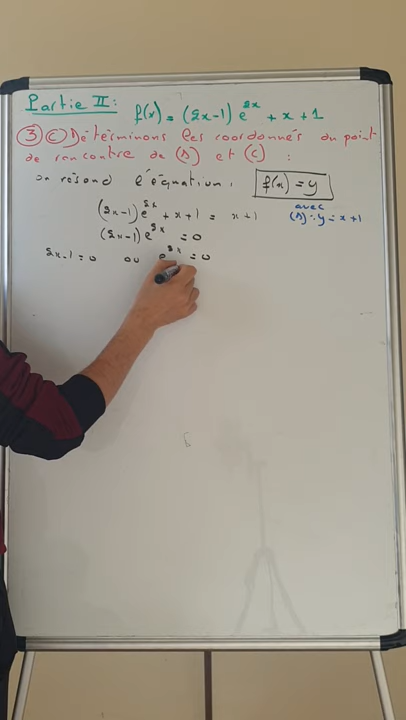 Partie II: f(x) = (2x-1) e^2x + x + 1
③ Ⓒ Déterminons les coordonnés du point
de rencontre de (Δ) et (C) :
on résoud l'équation : f(x) = y
avec
(2x-1) e^2x + x + 1 = x+1 (Δ): y = x+1
(2x-1) e^2x = 0
2x-1 = 0 ou e^2x = 0